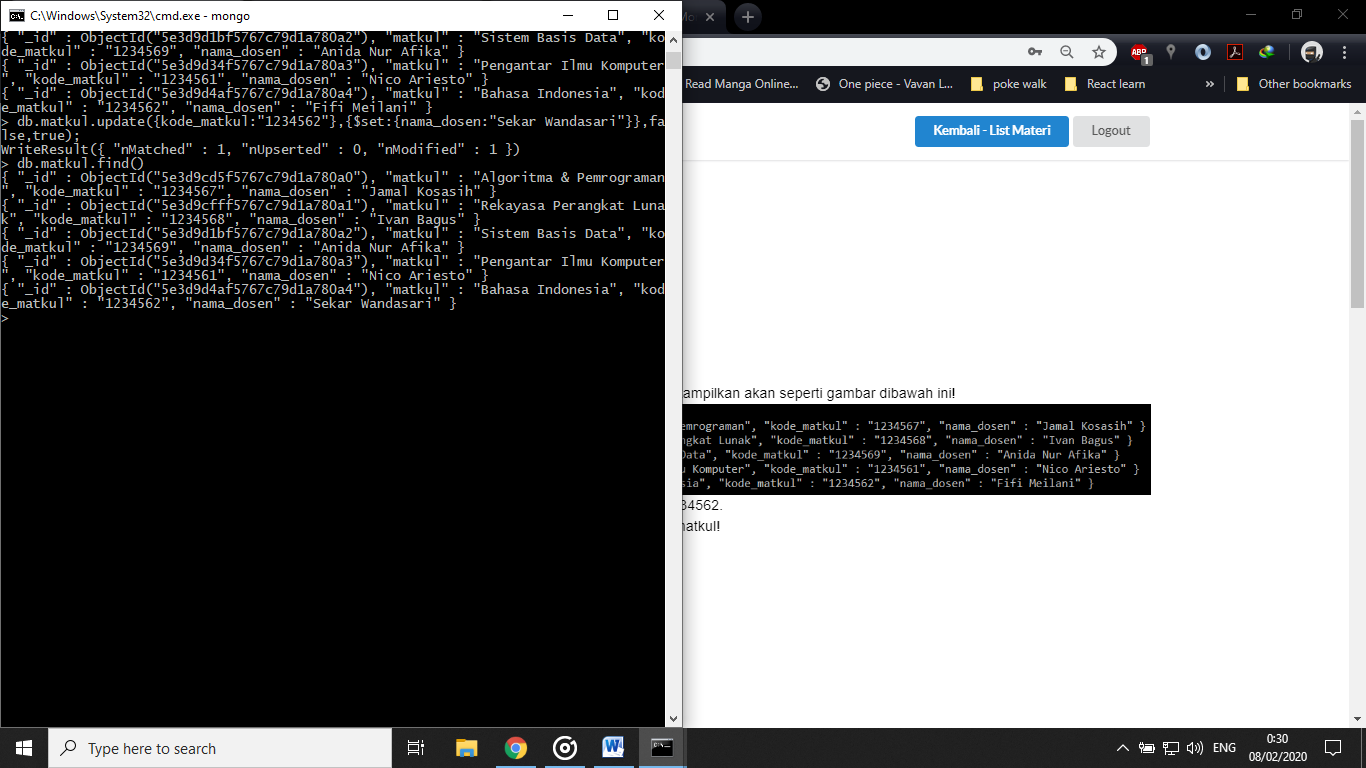 C:\Windows\System32\cmd.exe - mongo
{ "_id" : ObjectId("5e3d9d1bf5767c79d1a780a2"), "matkul" : "Sistem Basis Data", "ko
de_matkul" : "1234569", "nama_dosen" : "Anida Nur Afika" }
{ "_id" : ObjectId("5e3d9d34af5767c79d1a780a3"), "matkul" : "Pengantar Ilmu Komputer
", "kode_matkul" : "1234561", "nama_dosen" : "Nico Ariesto" }
{ "_id" : ObjectId("5e3d9d4af5767c79d1a780a4"), "matkul" : "Bahasa Indonesia", "kod
e_matkul" : "1234562", "nama_dosen" : "Fifi Meilani" }
> db.matkul.update({kode_matkul:"1234562"},{$set:{nama_dosen:"Sekar Wandasari"}},fa
lse,true);
WriteResult({ "nMatched" : 1, "nUpserted" : 0, "nModified" : 1 })
> db.matkul.find()
{ "_id" : ObjectId("5e3d9cd5f5767c79d1a780a0"), "matkul" : "Algoritma & Pemrograman
", "kode_matkul" : "1234567", "nama_dosen" : "Jamal Kosasih" }
{ "_id" : ObjectId("5e3d9cfff5767c79d1a780a1"), "matkul" : "Rekayasa Perangkat Luna
k", "kode_matkul" : "1234568", "nama_dosen" : "Ivan Bagus" }
{ "_id" : ObjectId("5e3d9d1bf5767c79d1a780a2"), "matkul" : "Sistem Basis Data", "ko
de_matkul" : "1234569", "nama_dosen" : "Anida Nur Afika" }
{ "_id" : ObjectId("5e3d9d34f5767c79d1a780a3"), "matkul" : "Pengantar Ilmu Komputer
", "kode_matkul" : "1234561", "nama_dosen" : "Nico Ariesto" }
{ "_id" : ObjectId("5e3d9d4af5767c79d1a780a4"), "matkul" : "Bahasa Indonesia", "kod
e_matkul" : "1234562", "nama_dosen" : "Sekar Wandasari" }
>
ABP
1
Read Manga Online...
One piece - Vavan L...
poke walk
React learn
»
Other bookmarks
Kembali - List Materi
Logout
ampilkan akan seperti gambar dibawah ini!
emrograman", "kode_matkul" : "1234567", "nama_dosen" : "Jamal Kosasih" }
ngkat Lunak", "kode_matkul" : "1234568", "nama_dosen" : "Ivan Bagus" }
Data", "kode_matkul" : "1234569", "nama_dosen" : "Anida Nur Afika" }
u Komputer", "kode_matkul" : "1234561", "nama_dosen" : "Nico Ariesto" }
sia", "kode_matkul" : "1234562", "nama_dosen" : "Fifi Meilani" }
34562.
natkul!
Type here to search
ENG
0:30
08/02/2020